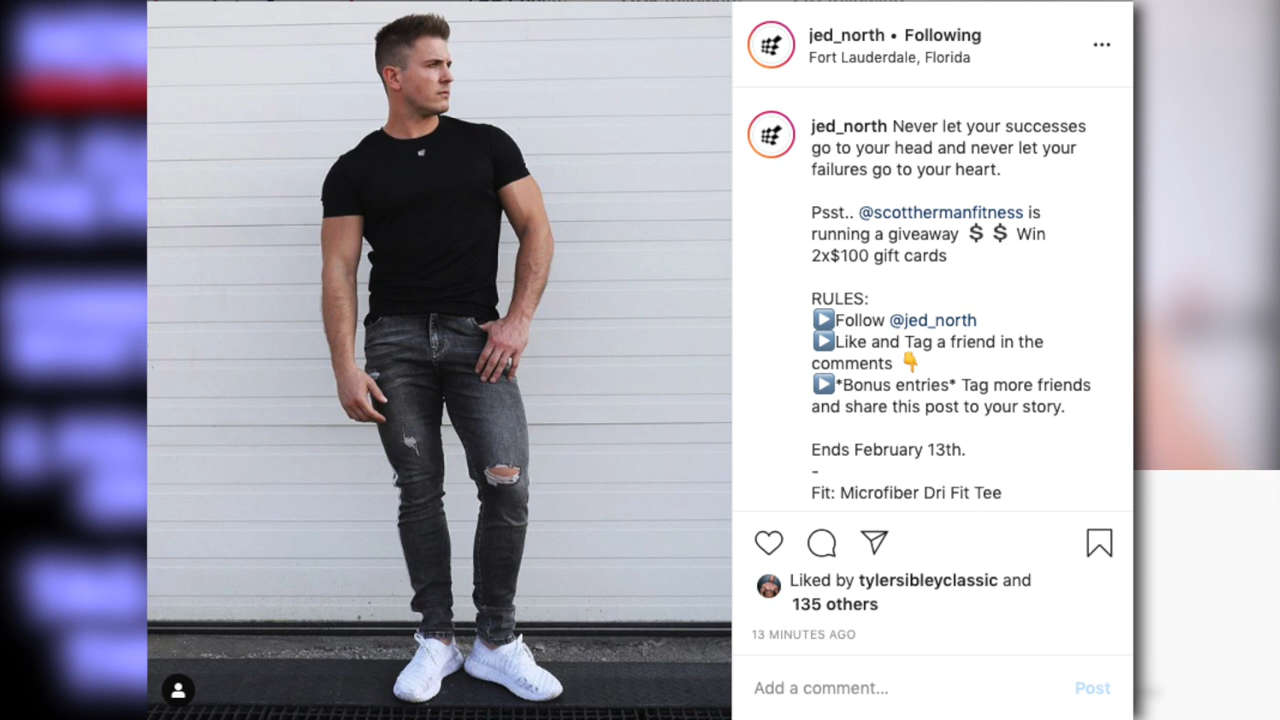 jed_north • Following
Fort Lauderdale, Florida
jed_north Never let your successes
go to your head and never let your
failures go to your heart.
Psst.. @scotthermanfitness is
running a giveaway 💲💲 Win
2x$100 gift cards
RULES:
▶️Follow @jed_north
▶️Like and Tag a friend in the
comments 👇
▶️*Bonus entries* Tag more friends
and share this post to your story.
Ends February 13th.
-
Fit: Microfiber Dri Fit Tee
Liked by tylersibleyclassic and
135 others
13 MINUTES AGO
Add a comment... Post